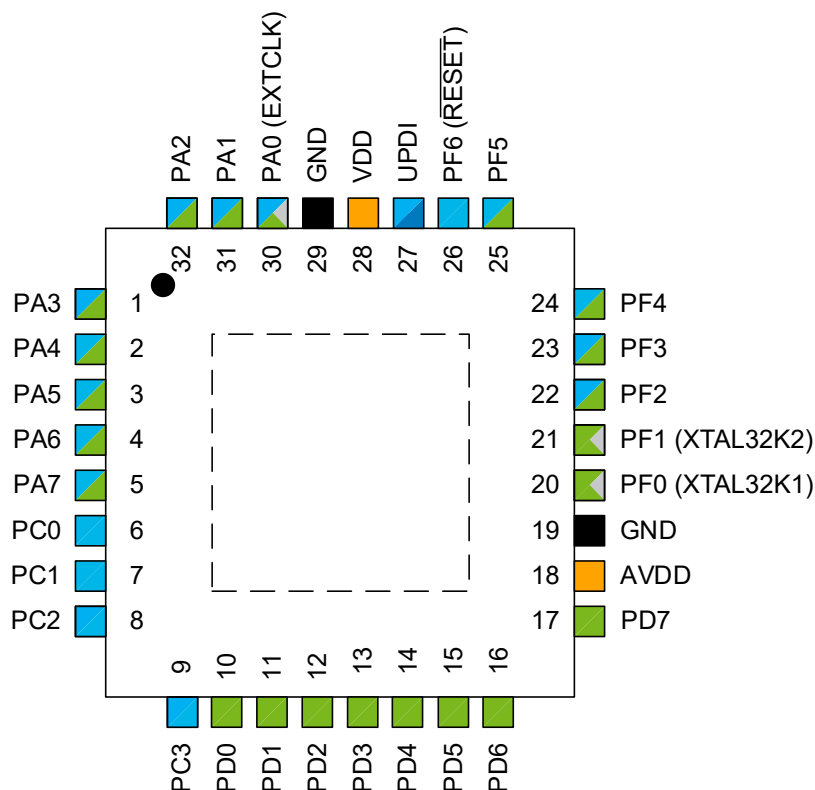 PA2
PA1
PA0 (EXTCLK)
GND
VDD
UPDI
PF6 (RESET)
PF5
32
31
30
29
28
27
26
25
PA3 1
PA4 2
PA5 3
PA6 4
PA7 5
PC0 6
PC1 7
PC2 8
24 PF4
23 PF3
22 PF2
21 PF1 (XTAL32K2)
20 PF0 (XTAL32K1)
19 GND
18 AVDD
17 PD7
9
10
11
12
13
14
15
16
PC3
PD0
PD1
PD2
PD3
PD4
PD5
PD6